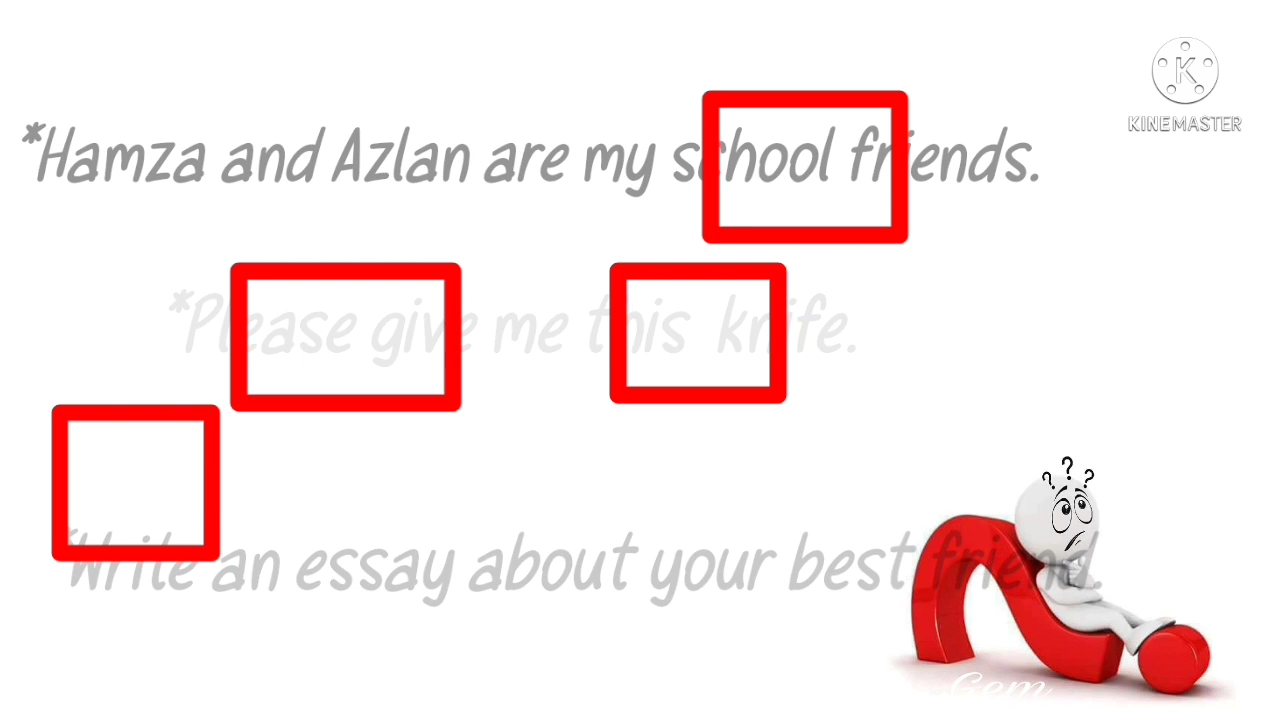 KINEMASTER
*Hamza and Azlan are my school friends.
*Please give me this knife.
*Write an essay about your best friend.
? ? ?
Gem